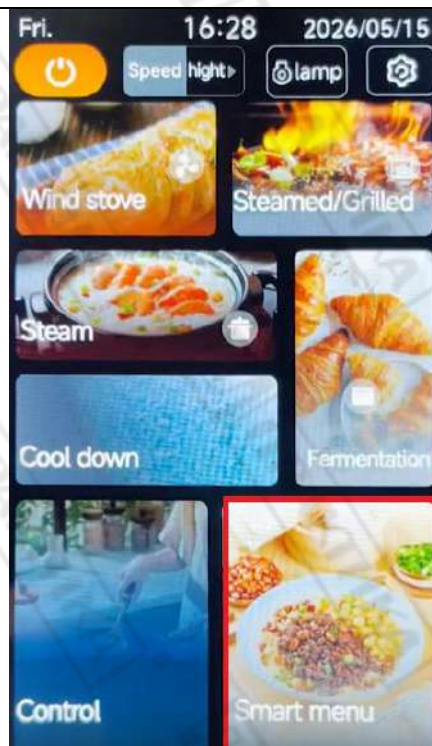 Fri. 16:28 2026/05/15
Speed hight lamp
Wind stove
Steamed/Grilled
Steam
Cool down
Fermentation
Control
Smart menu